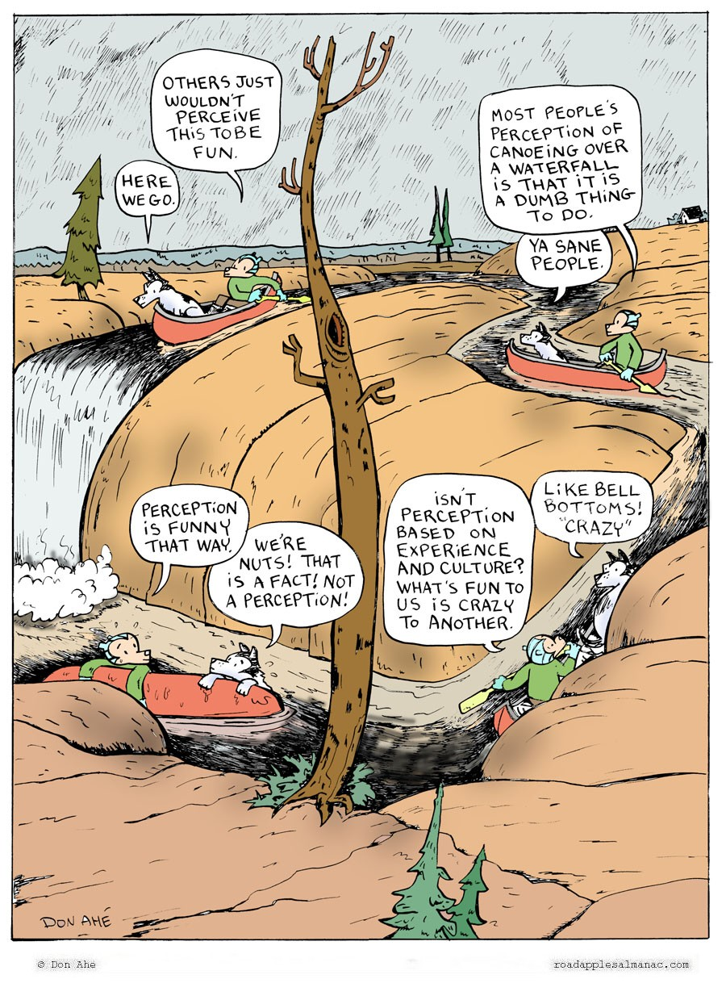 OTHERS JUST
WOULDN'T
PERCEIVE
THIS TO BE
FUN.
HERE
WE GO.
MOST PEOPLE'S
PERCEPTION OF
CANOEING OVER
A WATERFALL
IS THAT IT IS
A DUMB THING
TO DO.
YA SANE
PEOPLE.
PERCEPTION
IS FUNNY
THAT WAY.
WE'RE
NUTS! THAT
IS A FACT! NOT
A PERCEPTION!
ISN'T
PERCEPTION
BASED ON
EXPERIENCE
AND CULTURE?
WHAT'S FUN TO
US IS CRAZY
TO ANOTHER.
LIKE BELL
BOTTOMS!
"CRAZY"
DON AHÉ
© Don Ahe
roadapplesalmanac.com